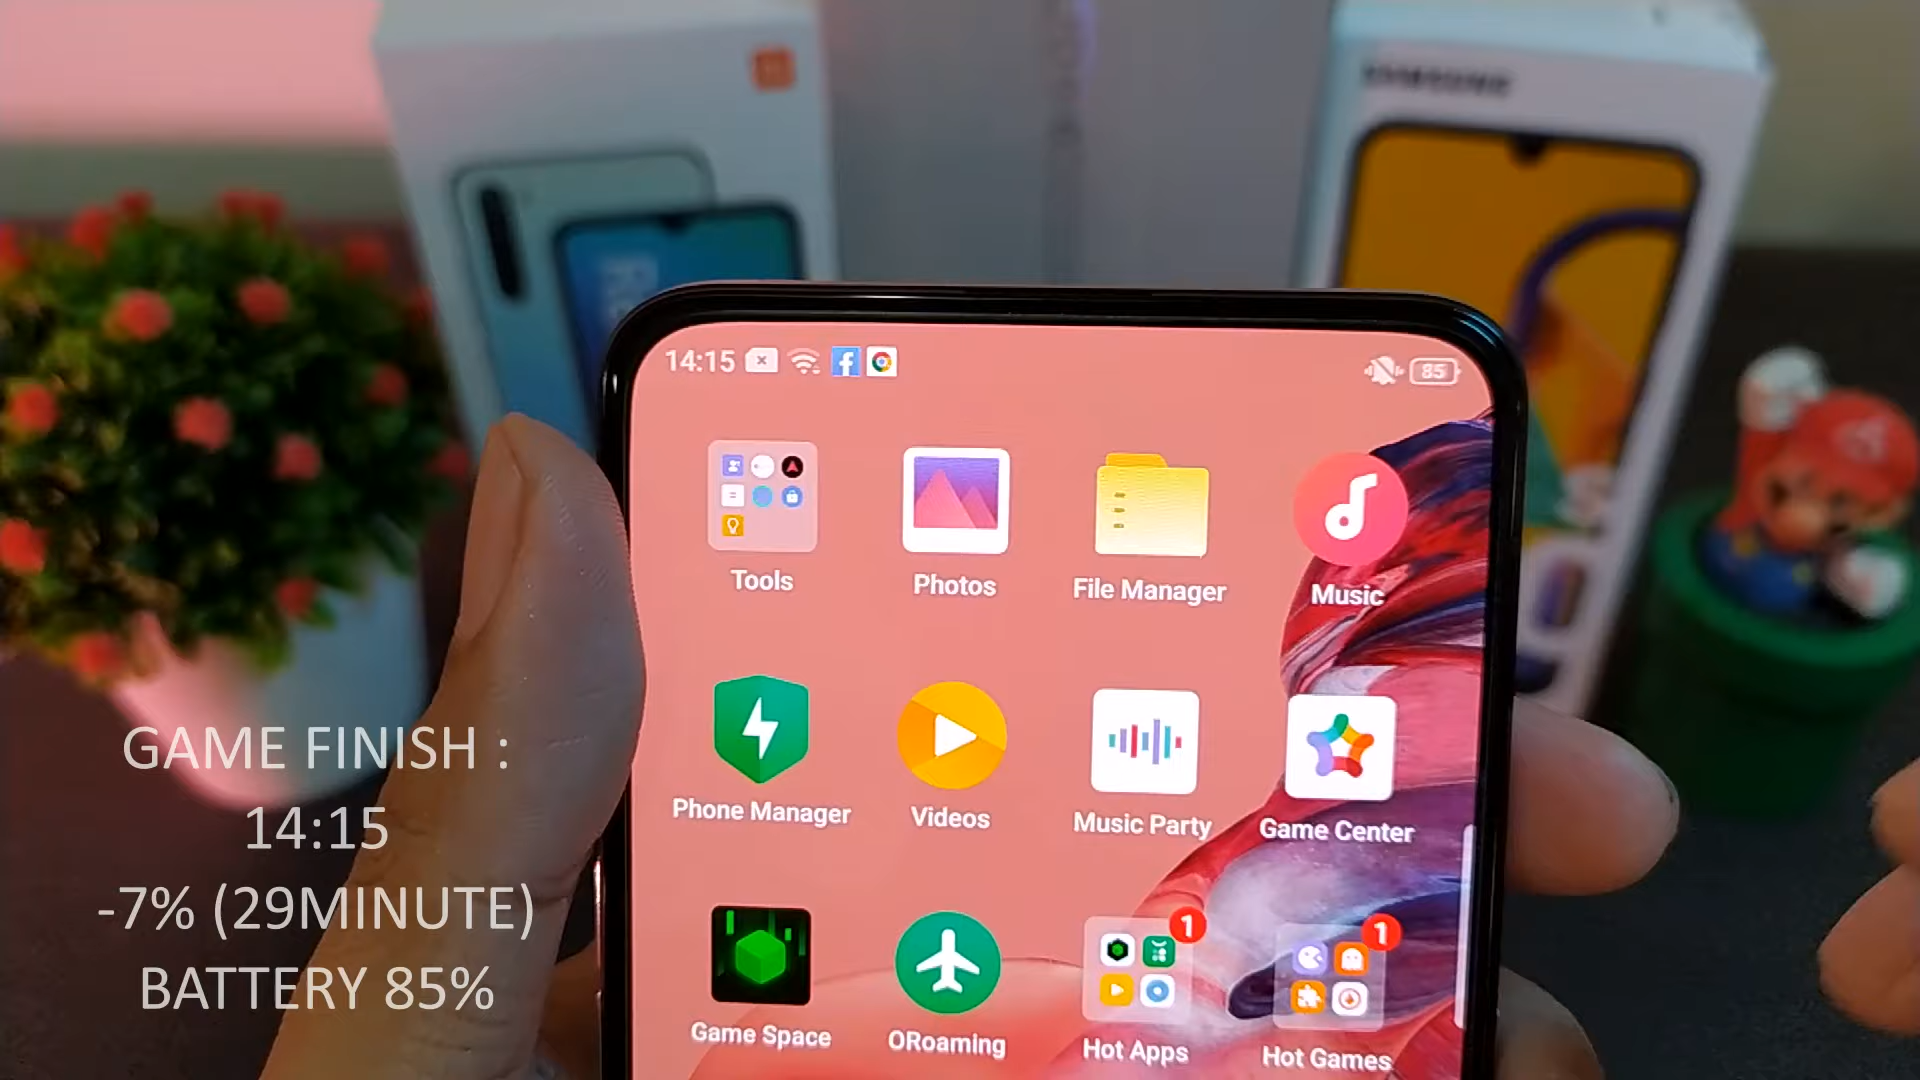 SAMSUNG
14:15
85
Tools
Photos
File Manager
Music
Phone Manager
Videos
Music Party
Game Center
1
1
Game Space
ORoaming
Hot Apps
Hot Games
GAME FINISH :
14:15
-7% (29MINUTE)
BATTERY 85%